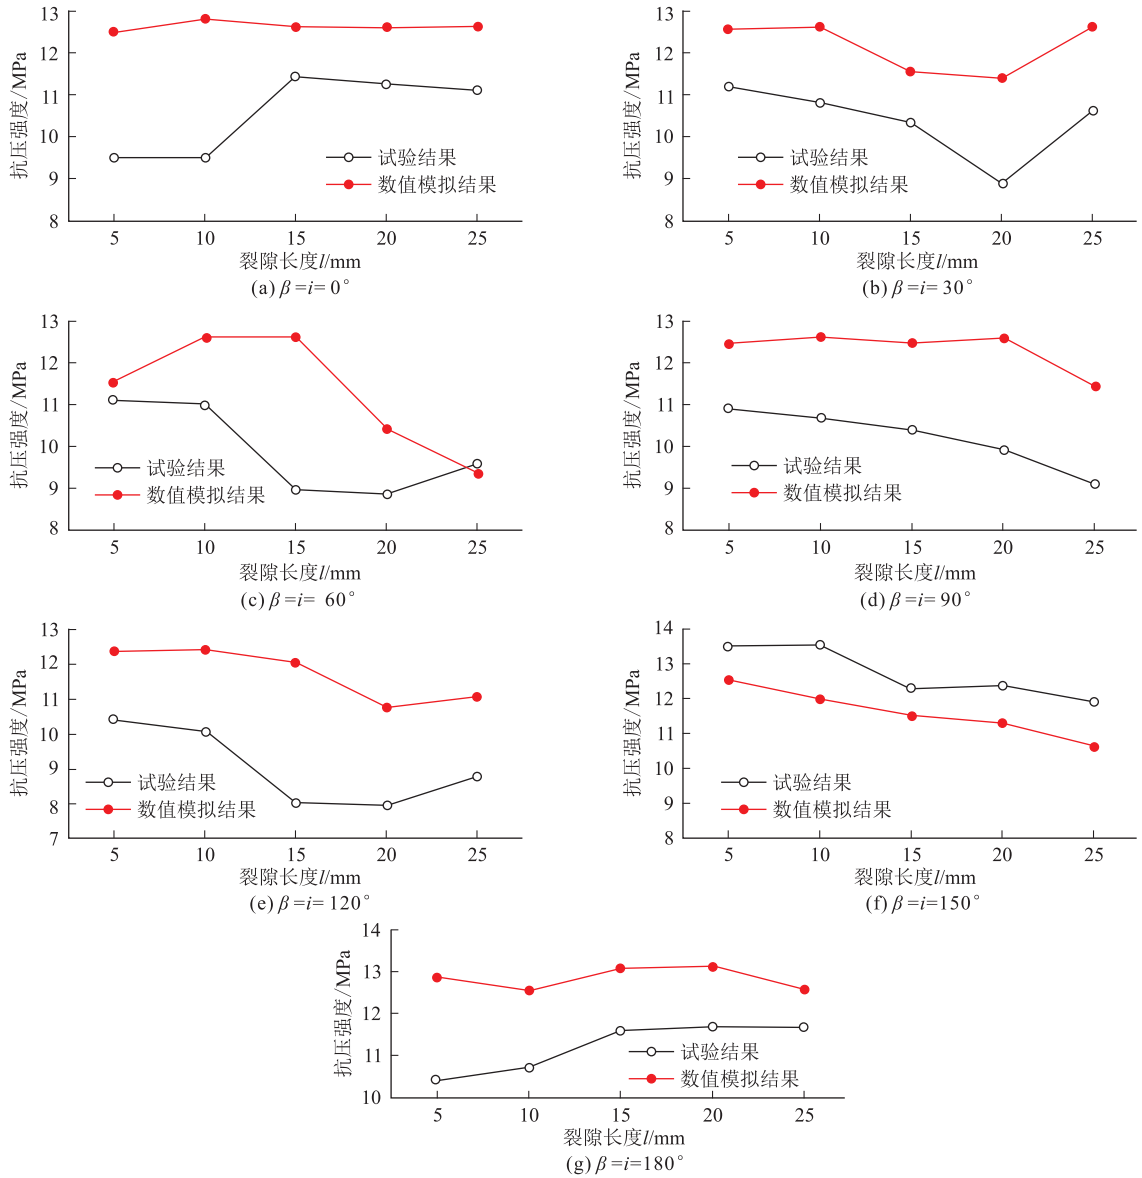 13
12
11
10
9
8
抗压强度/MPa
试验结果
数值模拟结果
5 10 15 20 25
裂隙长度l/mm
(a) β=i=0°
13
12
11
10
9
8
抗压强度/MPa
试验结果
数值模拟结果
5 10 15 20 25
裂隙长度l/mm
(b) β=i=30°
13
12
11
10
9
8
抗压强度/MPa
试验结果
数值模拟结果
5 10 15 20 25
裂隙长度l/mm
(c) β=i= 60°
13
12
11
10
9
8
抗压强度/MPa
试验结果
数值模拟结果
5 10 15 20 25
裂隙长度l/mm
(d) β=i=90°
13
12
11
10
9
8
7
抗压强度/MPa
试验结果
数值模拟结果
5 10 15 20 25
裂隙长度l/mm
(e) β=i=120°
14
13
12
11
10
9
8
抗压强度/MPa
试验结果
数值模拟结果
5 10 15 20 25
裂隙长度l/mm
(f) β=i=150°
14
13
12
11
10
抗压强度/MPa
试验结果
数值模拟结果
5 10 15 20 25
裂隙长度l/mm
(g) β=i=180°